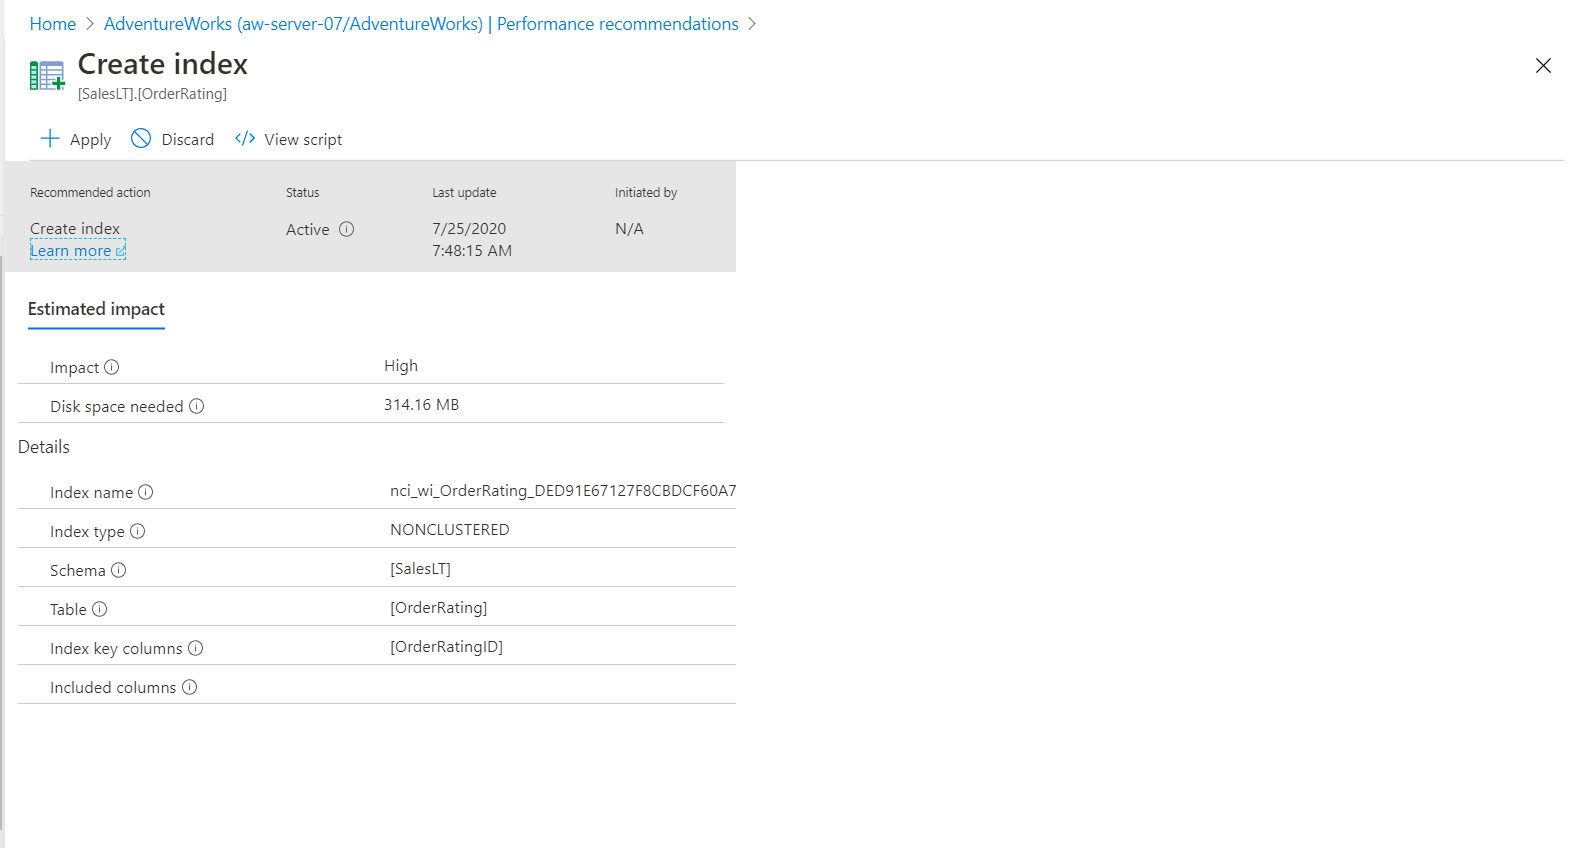 Home > AdventureWorks (aw-server-07/AdventureWorks) | Performance recommendations >
Create index
[SalesLT].[OrderRating]
Apply Discard </> View script
Recommended action Status Last update Initiated by
Create index Active 7/25/2020 N/A
Learn more 7:48:15 AM
Estimated impact
Impact High
Disk space needed 314.16 MB
Details
Index name nci_wi_OrderRating_DED91E67127F8CBDCF60A7
Index type NONCLUSTERED
Schema [SalesLT]
Table [OrderRating]
Index key columns [OrderRatingID]
Included columns